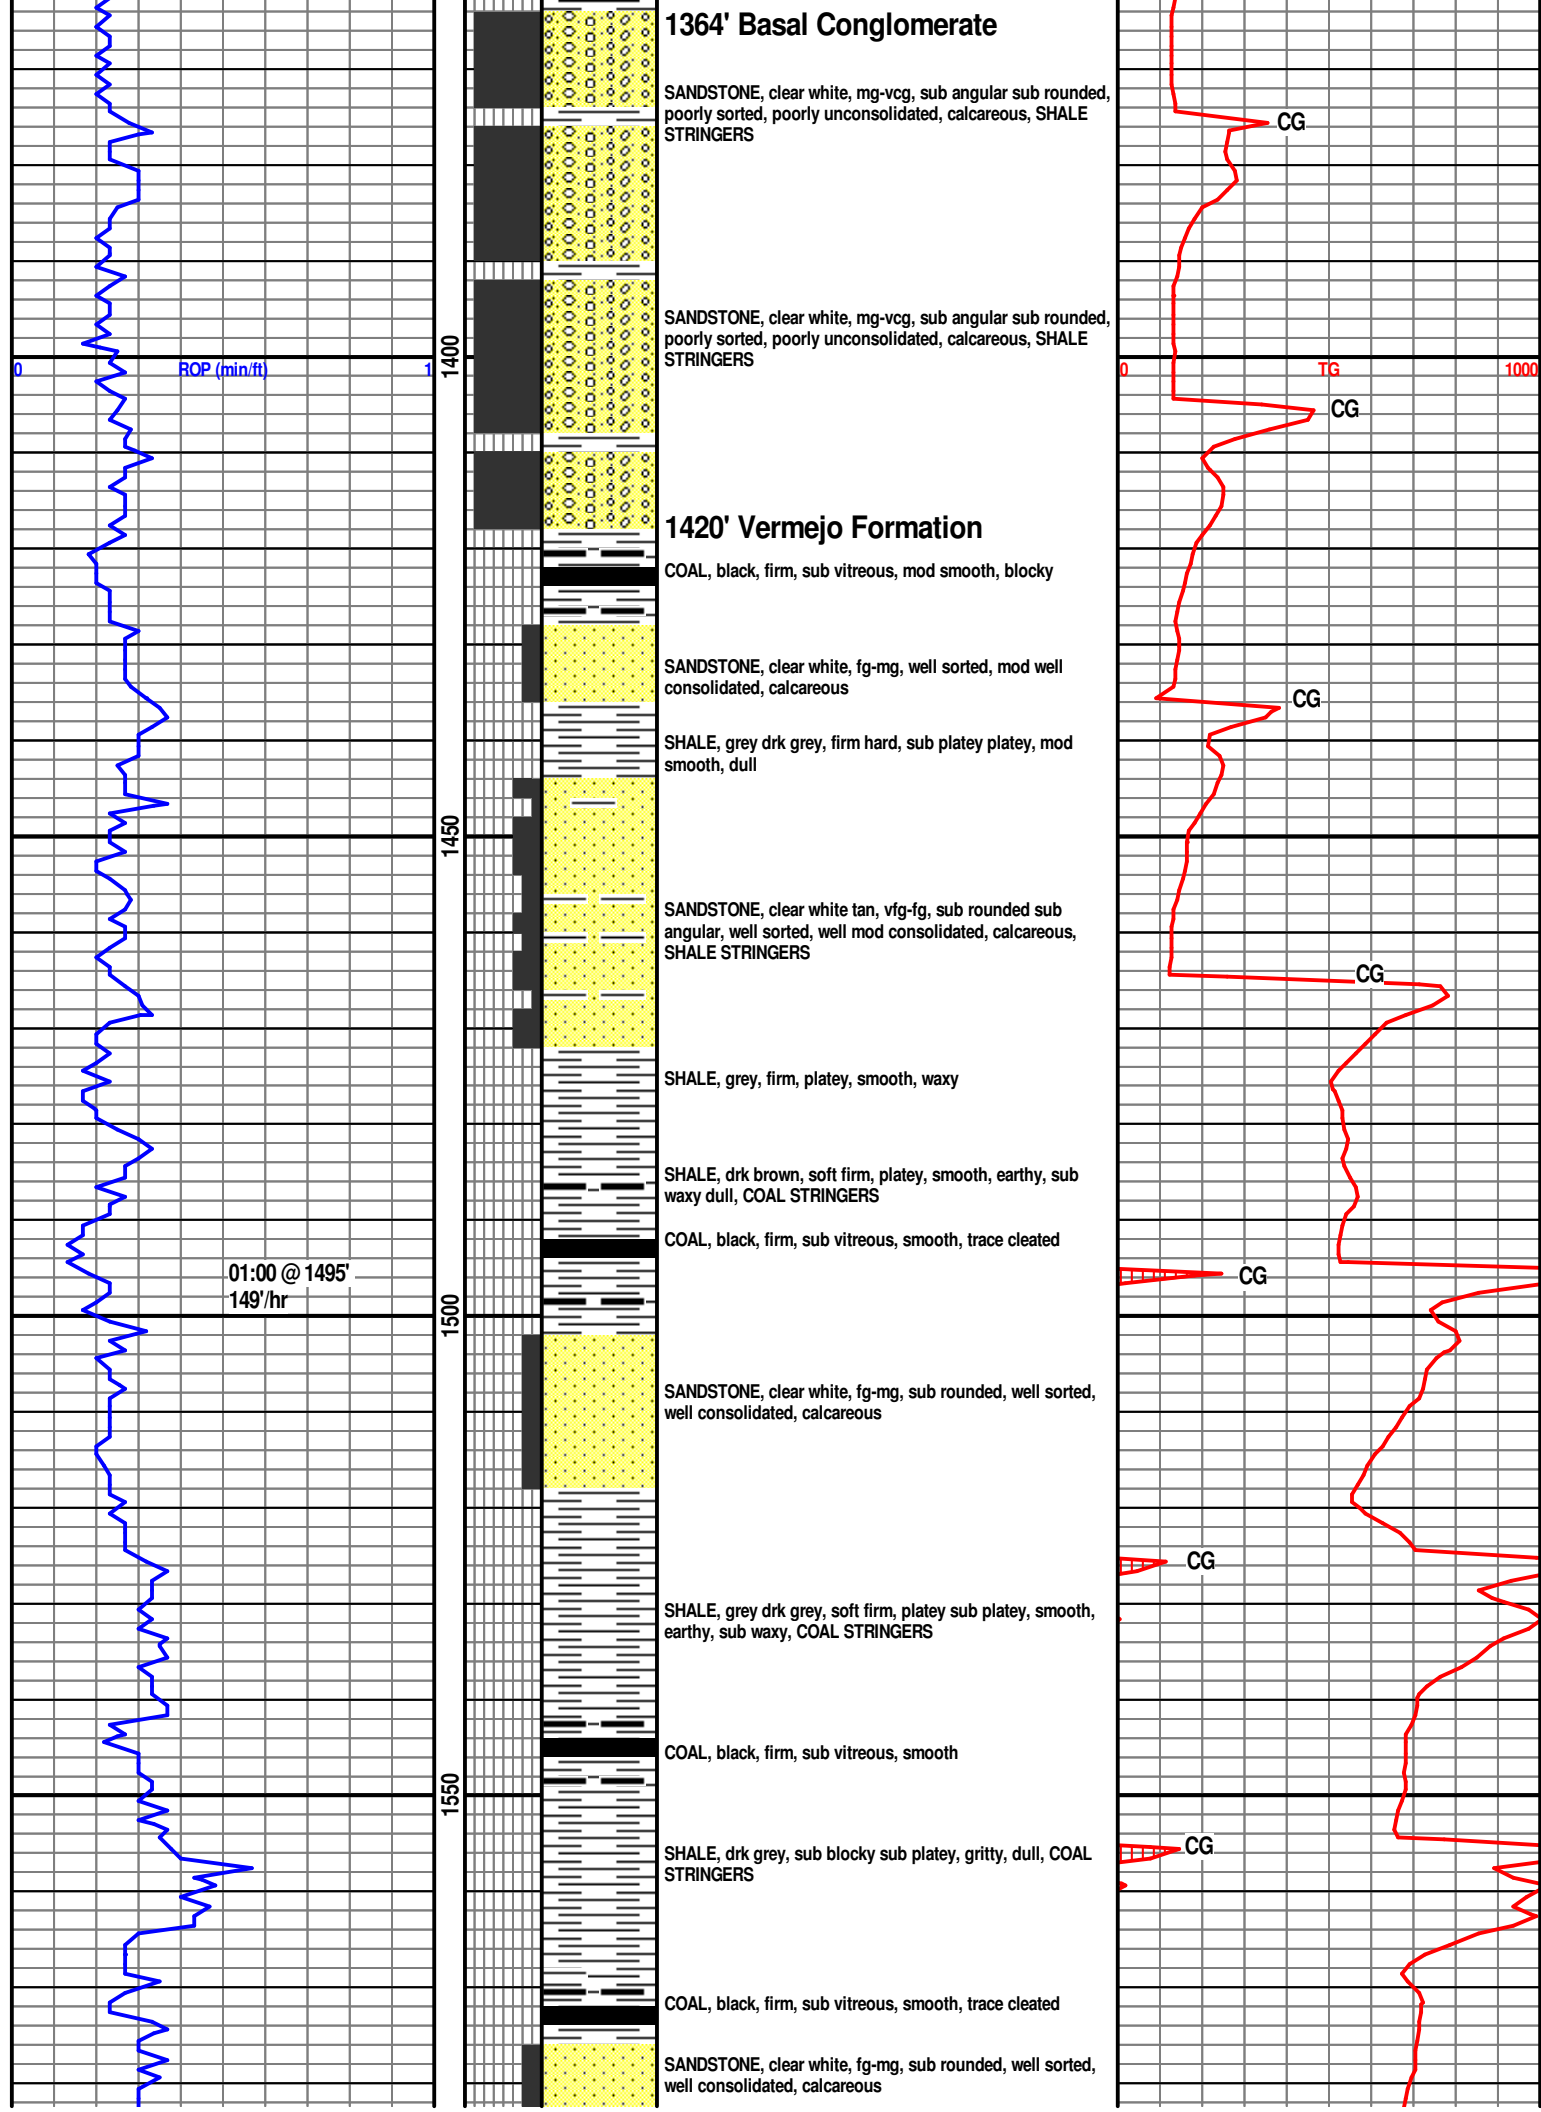 1364' Basal Conglomerate
SANDSTONE, clear white, mg-vcg, sub angular sub rounded,
poorly sorted, poorly unconsolidated, calcareous, SHALE
STRINGERS
CG
SANDSTONE, clear white, mg-vcg, sub angular sub rounded,
poorly sorted, poorly unconsolidated, calcareous, SHALE
STRINGERS
0 ROP (min/ft) 1
1400
0 TG 1000
CG
1420' Vermejo Formation
COAL, black, firm, sub vitreous, mod smooth, blocky
SANDSTONE, clear white, fg-mg, well sorted, mod well
consolidated, calcareous
CG
SHALE, grey drk grey, firm hard, sub platey platey, mod
smooth, dull
1450
SANDSTONE, clear white tan, vfg-fg, sub rounded sub
angular, well sorted, well mod consolidated, calcareous,
SHALE STRINGERS
CG
SHALE, grey, firm, platey, smooth, waxy
SHALE, drk brown, soft firm, platey, smooth, earthy, sub
waxy dull, COAL STRINGERS
COAL, black, firm, sub vitreous, smooth, trace cleated
01:00 @ 1495'
149'/hr
CG
1500
SANDSTONE, clear white, fg-mg, sub rounded, well sorted,
well consolidated, calcareous
CG
SHALE, grey drk grey, soft firm, platey sub platey, smooth,
earthy, sub waxy, COAL STRINGERS
COAL, black, firm, sub vitreous, smooth
1550
SHALE, drk grey, sub blocky sub platey, gritty, dull, COAL
STRINGERS
CG
COAL, black, firm, sub vitreous, smooth, trace cleated
SANDSTONE, clear white, fg-mg, sub rounded, well sorted,
well consolidated, calcareous